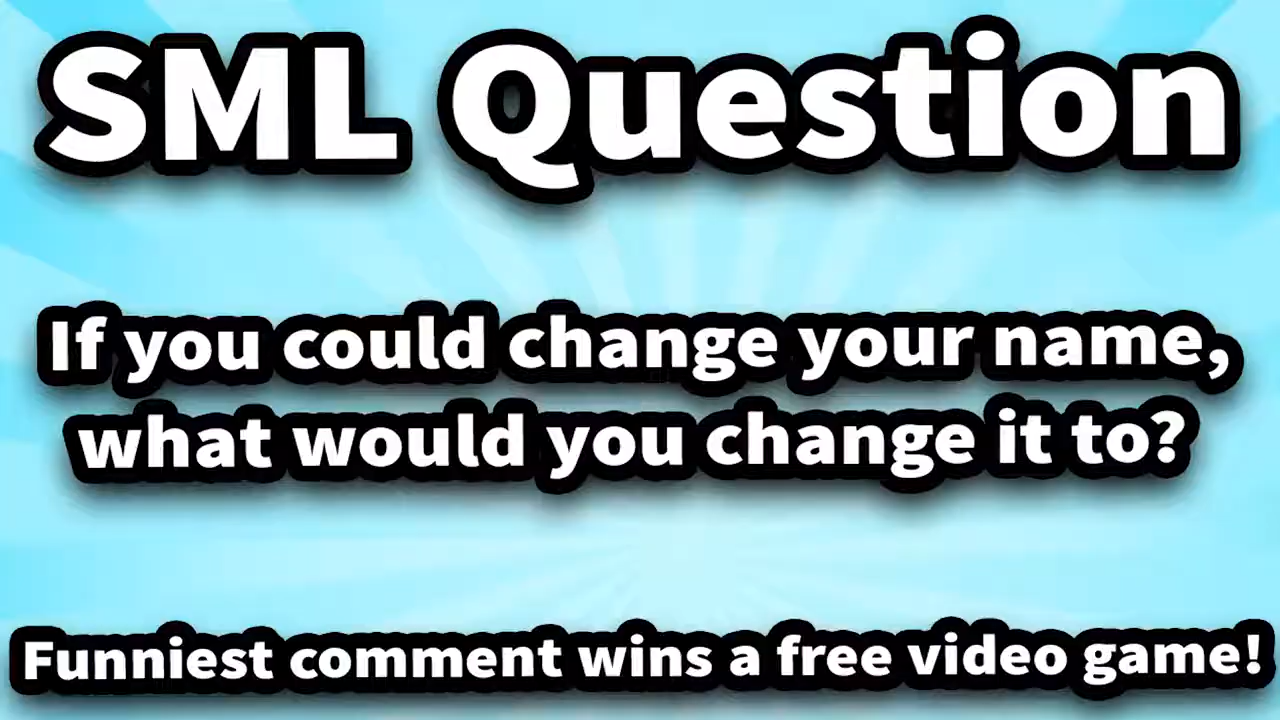 SML Question
If you could change your name,
what would you change it to?
Funniest comment wins a free video game!